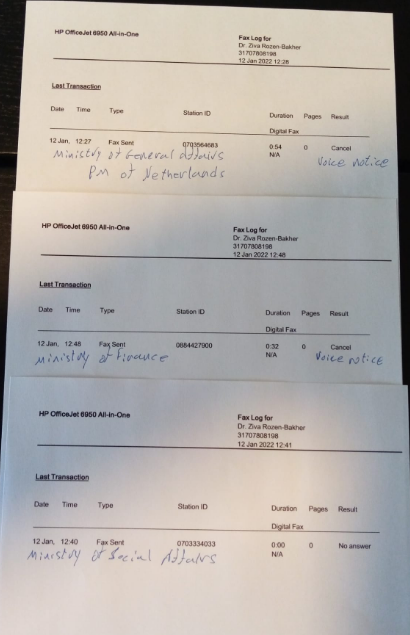 HP OfficeJet 6950 All-in-One
Fax Log for
Dr. Ziva Rozen-Bakher
31707808198
12 Jan 2022 12:28
Last Transaction
Date Time Type Station ID Duration Pages Result
Digital Fax
12 Jan, 12:27 Fax Sent 0703564683 0:54 0 Cancel
N/A
Ministry of General Affairs Voice notice
PM of Netherlands
HP OfficeJet 6950 All-in-One
Fax Log for
Dr. Ziva Rozen-Bakher
31707808198
12 Jan 2022 12:48
Last Transaction
Date Time Type Station ID Duration Pages Result
Digital Fax
12 Jan, 12:48 Fax Sent 0884427900 0:32 0 Cancel
N/A
Ministry of Finance Voice notice
HP OfficeJet 6950 All-in-One
Fax Log for
Dr. Ziva Rozen-Bakher
31707808198
12 Jan 2022 12:41
Last Transaction
Date Time Type Station ID Duration Pages Result
Digital Fax
12 Jan, 12:40 Fax Sent 0703334033 0:00 0 No answer
N/A
Ministry of Social Affairs